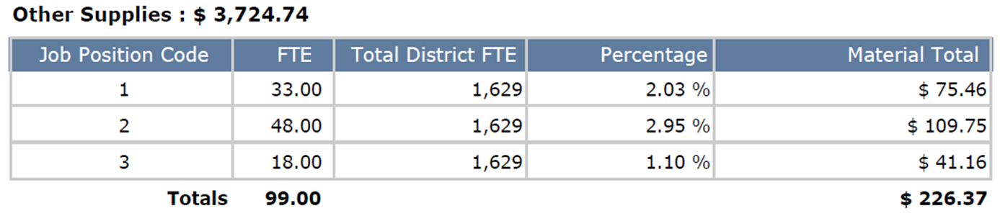 Other Supplies : $ 3,724.74
Job Position Code FTE Total District FTE Percentage Material Total
1 33.00 1,629 2.03 % $ 75.46
2 48.00 1,629 2.95 % $ 109.75
3 18.00 1,629 1.10 % $ 41.16
Totals 99.00 $ 226.37